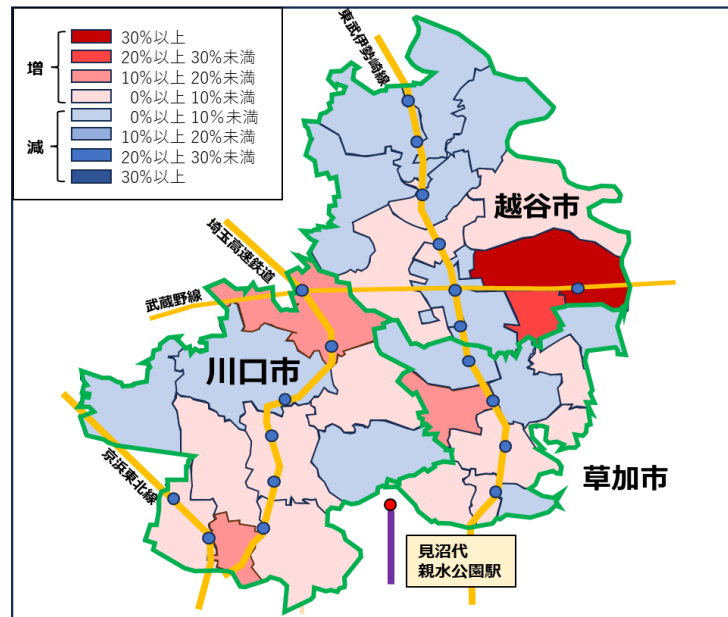 増
30%以上
20%以上 30%未満
10%以上 20%未満
0%以上 10%未満
減
0%以上 10%未満
10%以上 20%未満
20%以上 30%未満
30%以上
東武伊勢崎線
越谷市
埼玉高速鉄道
武蔵野線
川口市
京浜東北線
草加市
見沼代
親水公園駅